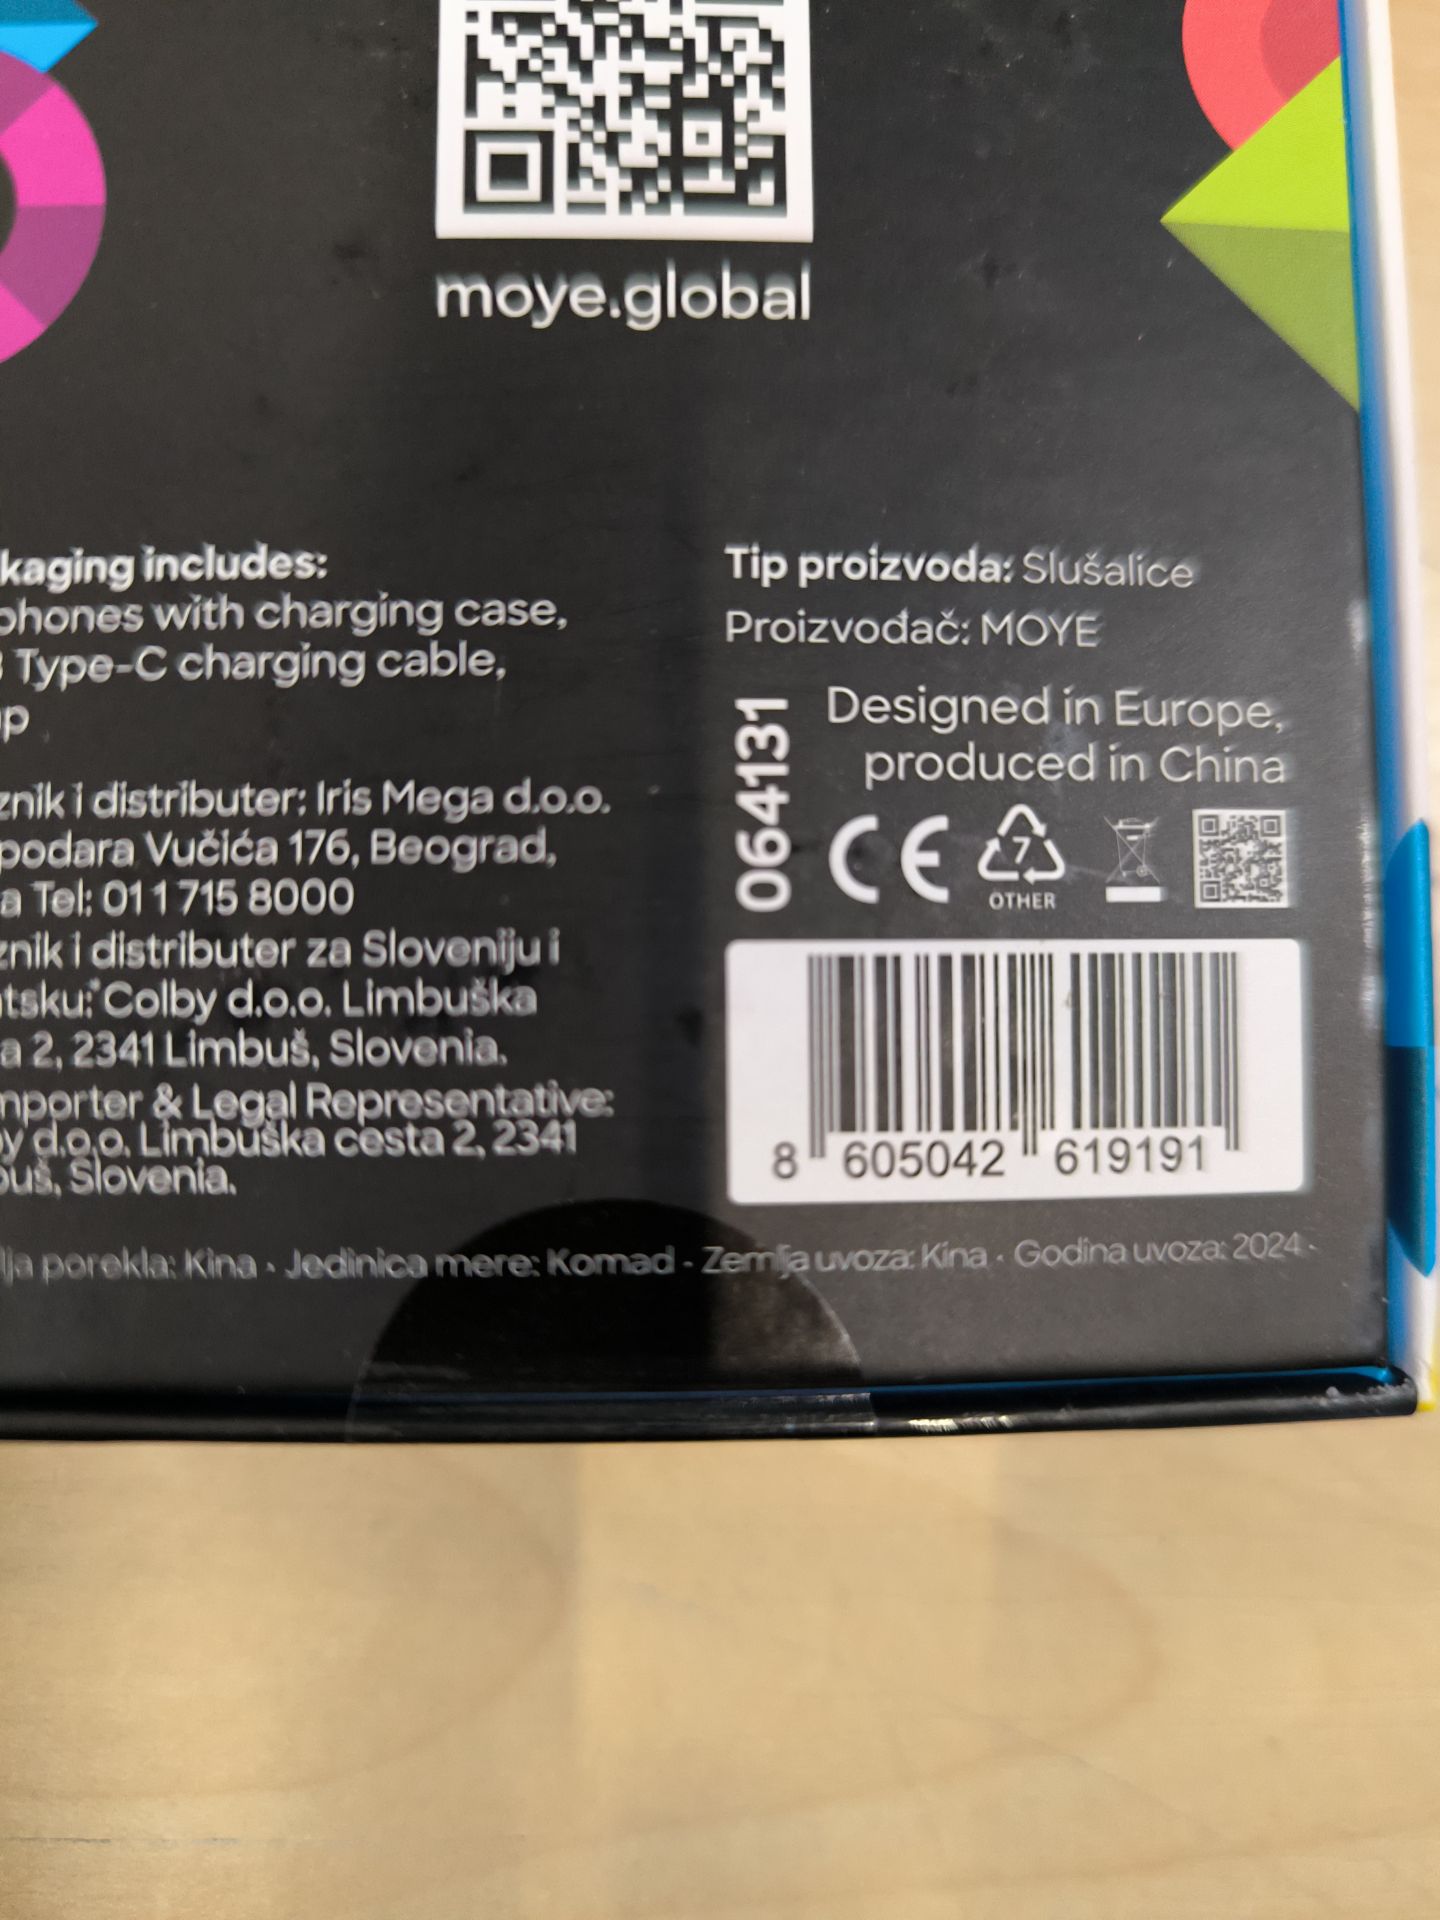 moye.global
kaging includes:
phones with charging case,
Type-C charging cable,
znik i distributer: Iris Mega d.o.o.
podara Vučića 176, Beograd,
a Tel: 011 715 8000
znik i distributer za Sloveniju i
atsku: Colby d.o.o. Limbuška
a 2, 2341 Limbuš, Slovenia.
mporter & Legal Representative:
by d.o.o. Limbuška cesta 2, 2341
buš, Slovenia.
Tip proizvoda: Slušalice
Proizvođač: MOYE
064131
Designed in Europe,
produced in China
CE
7
OTHER
8 605042 619191
lja porekla: Kina · Jedinica mere: Komad · Zemlja uvoza: Kina · Godina uvoza: 2024 ·